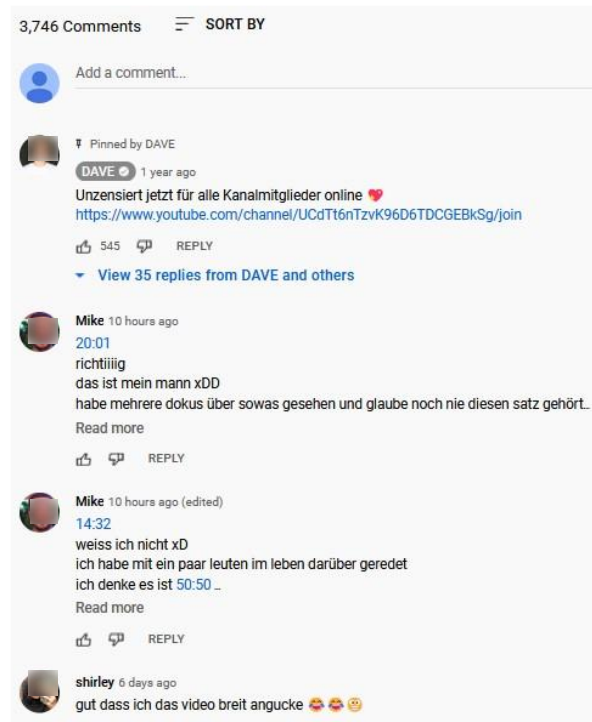 3,746 Comments SORT BY
Add a comment...
Pinned by DAVE
DAVE 1 year ago
Unzensiert jetzt für alle Kanalmitglieder online 💖
https://www.youtube.com/channel/UCdTt6nTzvK96D6TDCGEBkSg/join
545 REPLY
View 35 replies from DAVE and others
Mike 10 hours ago
20:01
richtiiiig
das ist mein mann xDD
habe mehrere dokus über sowas gesehen und glaube noch nie diesen satz gehört..
Read more
REPLY
Mike 10 hours ago (edited)
14:32
weiss ich nicht xD
ich habe mit ein paar leuten im leben darüber geredet
ich denke es ist 50:50 ..
Read more
REPLY
shirley 6 days ago
gut dass ich das video breit angucke 😂😂😬